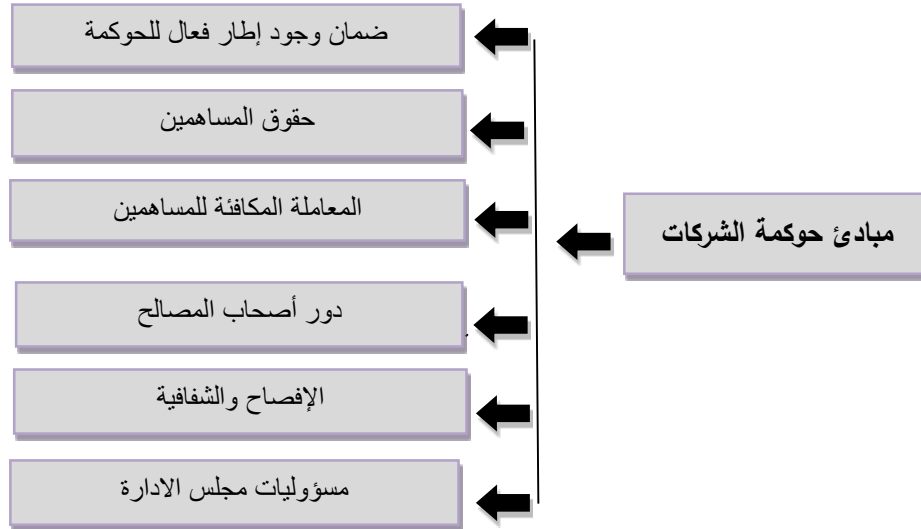 مبادئ حوكمة الشركات
ضمان وجود إطار فعال للحوكمة
حقوق المساهمين
المعاملة المكافئة للمساهمين
دور أصحاب المصالح
الإفصاح والشفافية
مسؤوليات مجلس الادارة